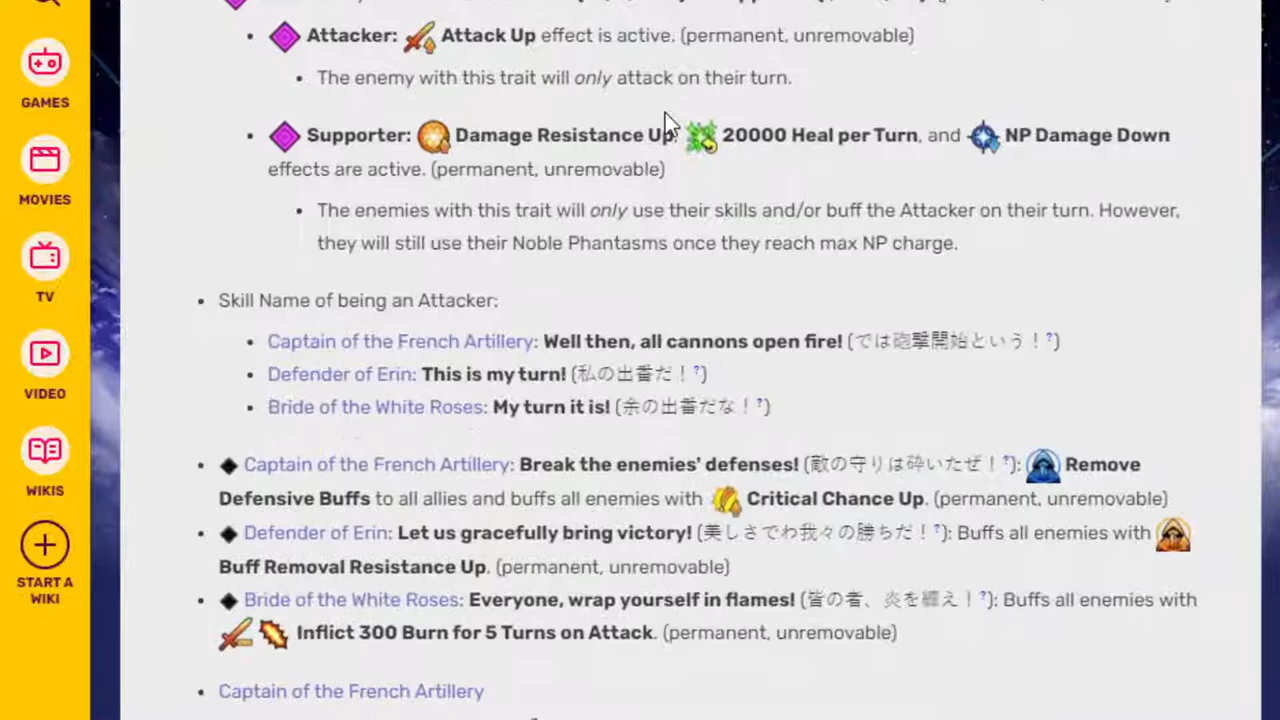 GAMES
MOVIES
TV
VIDEO
WIKIS
START A
WIKI
Attacker: Attack Up effect is active. (permanent, unremovable)
The enemy with this trait will only attack on their turn.
Supporter: Damage Resistance Up, 20000 Heal per Turn, and NP Damage Down
effects are active. (permanent, unremovable)
The enemies with this trait will only use their skills and/or buff the Attacker on their turn. However,
they will still use their Noble Phantasms once they reach max NP charge.
Skill Name of being an Attacker:
Captain of the French Artillery: Well then, all cannons open fire! (では砲撃開始という！?)
Defender of Erin: This is my turn! (私の出番だ！?)
Bride of the White Roses: My turn it is! (余の出番だな！?)
Captain of the French Artillery: Break the enemies' defenses! (敵の守りは砕いたぜ！?): Remove
Defensive Buffs to all allies and buffs all enemies with Critical Chance Up. (permanent, unremovable)
Defender of Erin: Let us gracefully bring victory! (美しさでわ我々の勝ちだ！?): Buffs all enemies with
Buff Removal Resistance Up. (permanent, unremovable)
Bride of the White Roses: Everyone, wrap yourself in flames! (皆の者、炎を纏え！?): Buffs all enemies with
Inflict 300 Burn for 5 Turns on Attack. (permanent, unremovable)
Captain of the French Artillery